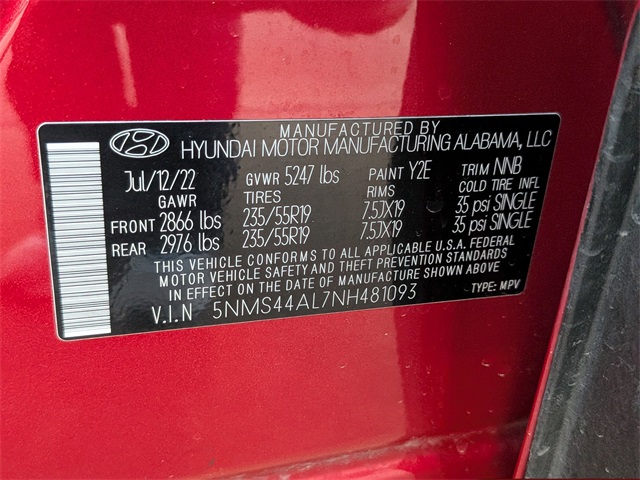 MANUFACTURED BY
HYUNDAI MOTOR MANUFACTURING ALABAMA, LLC
Jul/12/22 GVWR 5247 lbs PAINT Y2E TRIM NNB
GAWR TIRES RIMS COLD TIRE INFL
FRONT 2866 lbs 235/55R19 7.5JX19 35 psi SINGLE
REAR 2976 lbs 235/55R19 7.5JX19 35 psi SINGLE
THIS VEHICLE CONFORMS TO ALL APPLICABLE U.S.A. FEDERAL
MOTOR VEHICLE SAFETY AND THEFT PREVENTION STANDARDS
IN EFFECT ON THE DATE OF MANUFACTURE SHOWN ABOVE
V.I.N 5NMS44AL7NH481093 TYPE: MPV